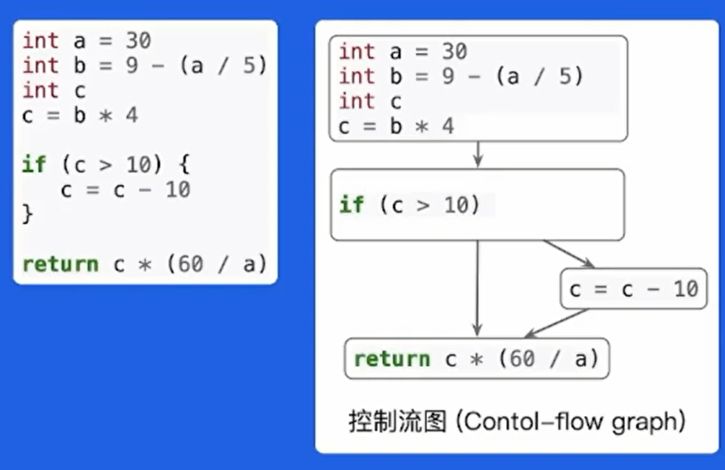 int a = 30
int b = 9 - (a / 5)
int c
c = b * 4
if (c > 10) {
c = c - 10
}
return c * (60 / a)
int a = 30
int b = 9 - (a / 5)
int c
c = b * 4
if (c > 10)
c = c - 10
return c * (60 / a)
控制流图 (Contol-flow graph)